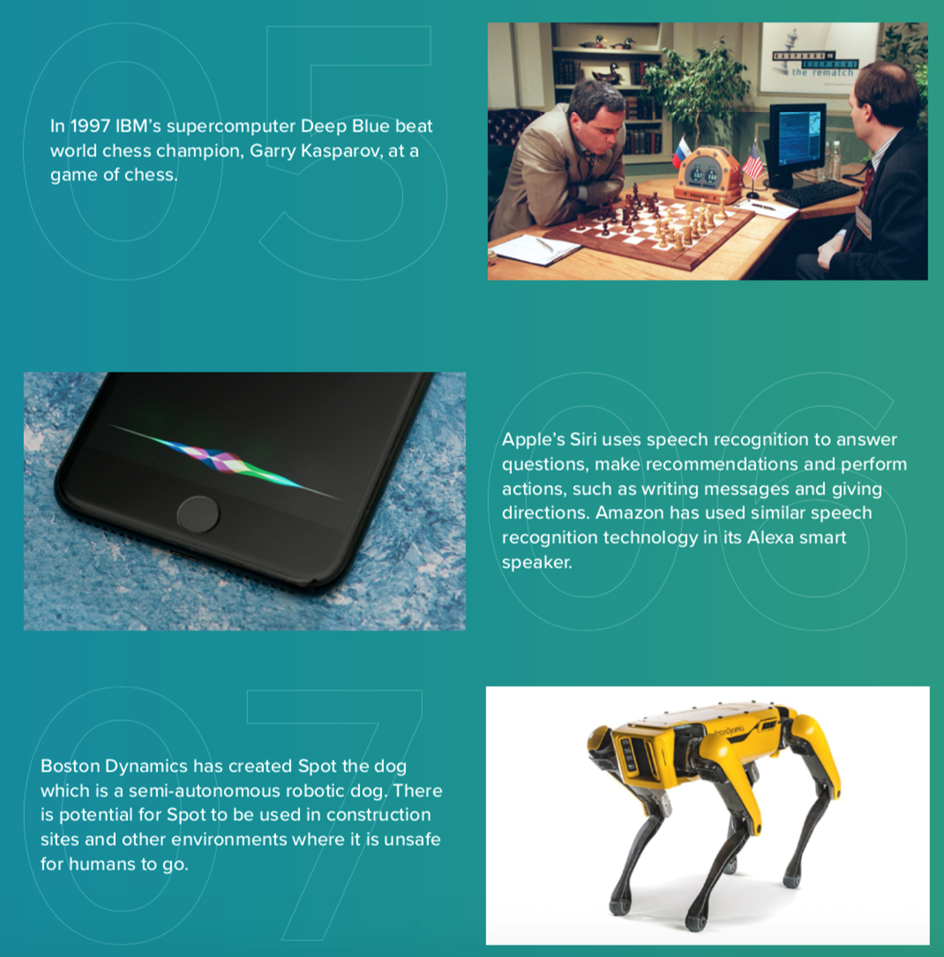 05
In 1997 IBM's supercomputer Deep Blue beat
world chess champion, Garry Kasparov, at a
game of chess.
the rematch
06
Apple's Siri uses speech recognition to answer
questions, make recommendations and perform
actions, such as writing messages and giving
directions. Amazon has used similar speech
recognition technology in its Alexa smart
speaker.
07
Boston Dynamics has created Spot the dog
which is a semi-autonomous robotic dog. There
is potential for Spot to be used in construction
sites and other environments where it is unsafe
for humans to go.